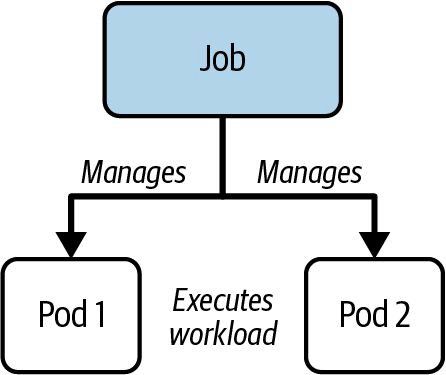 Job
Manages Manages
Pod 1
Executes
workload
Pod 2